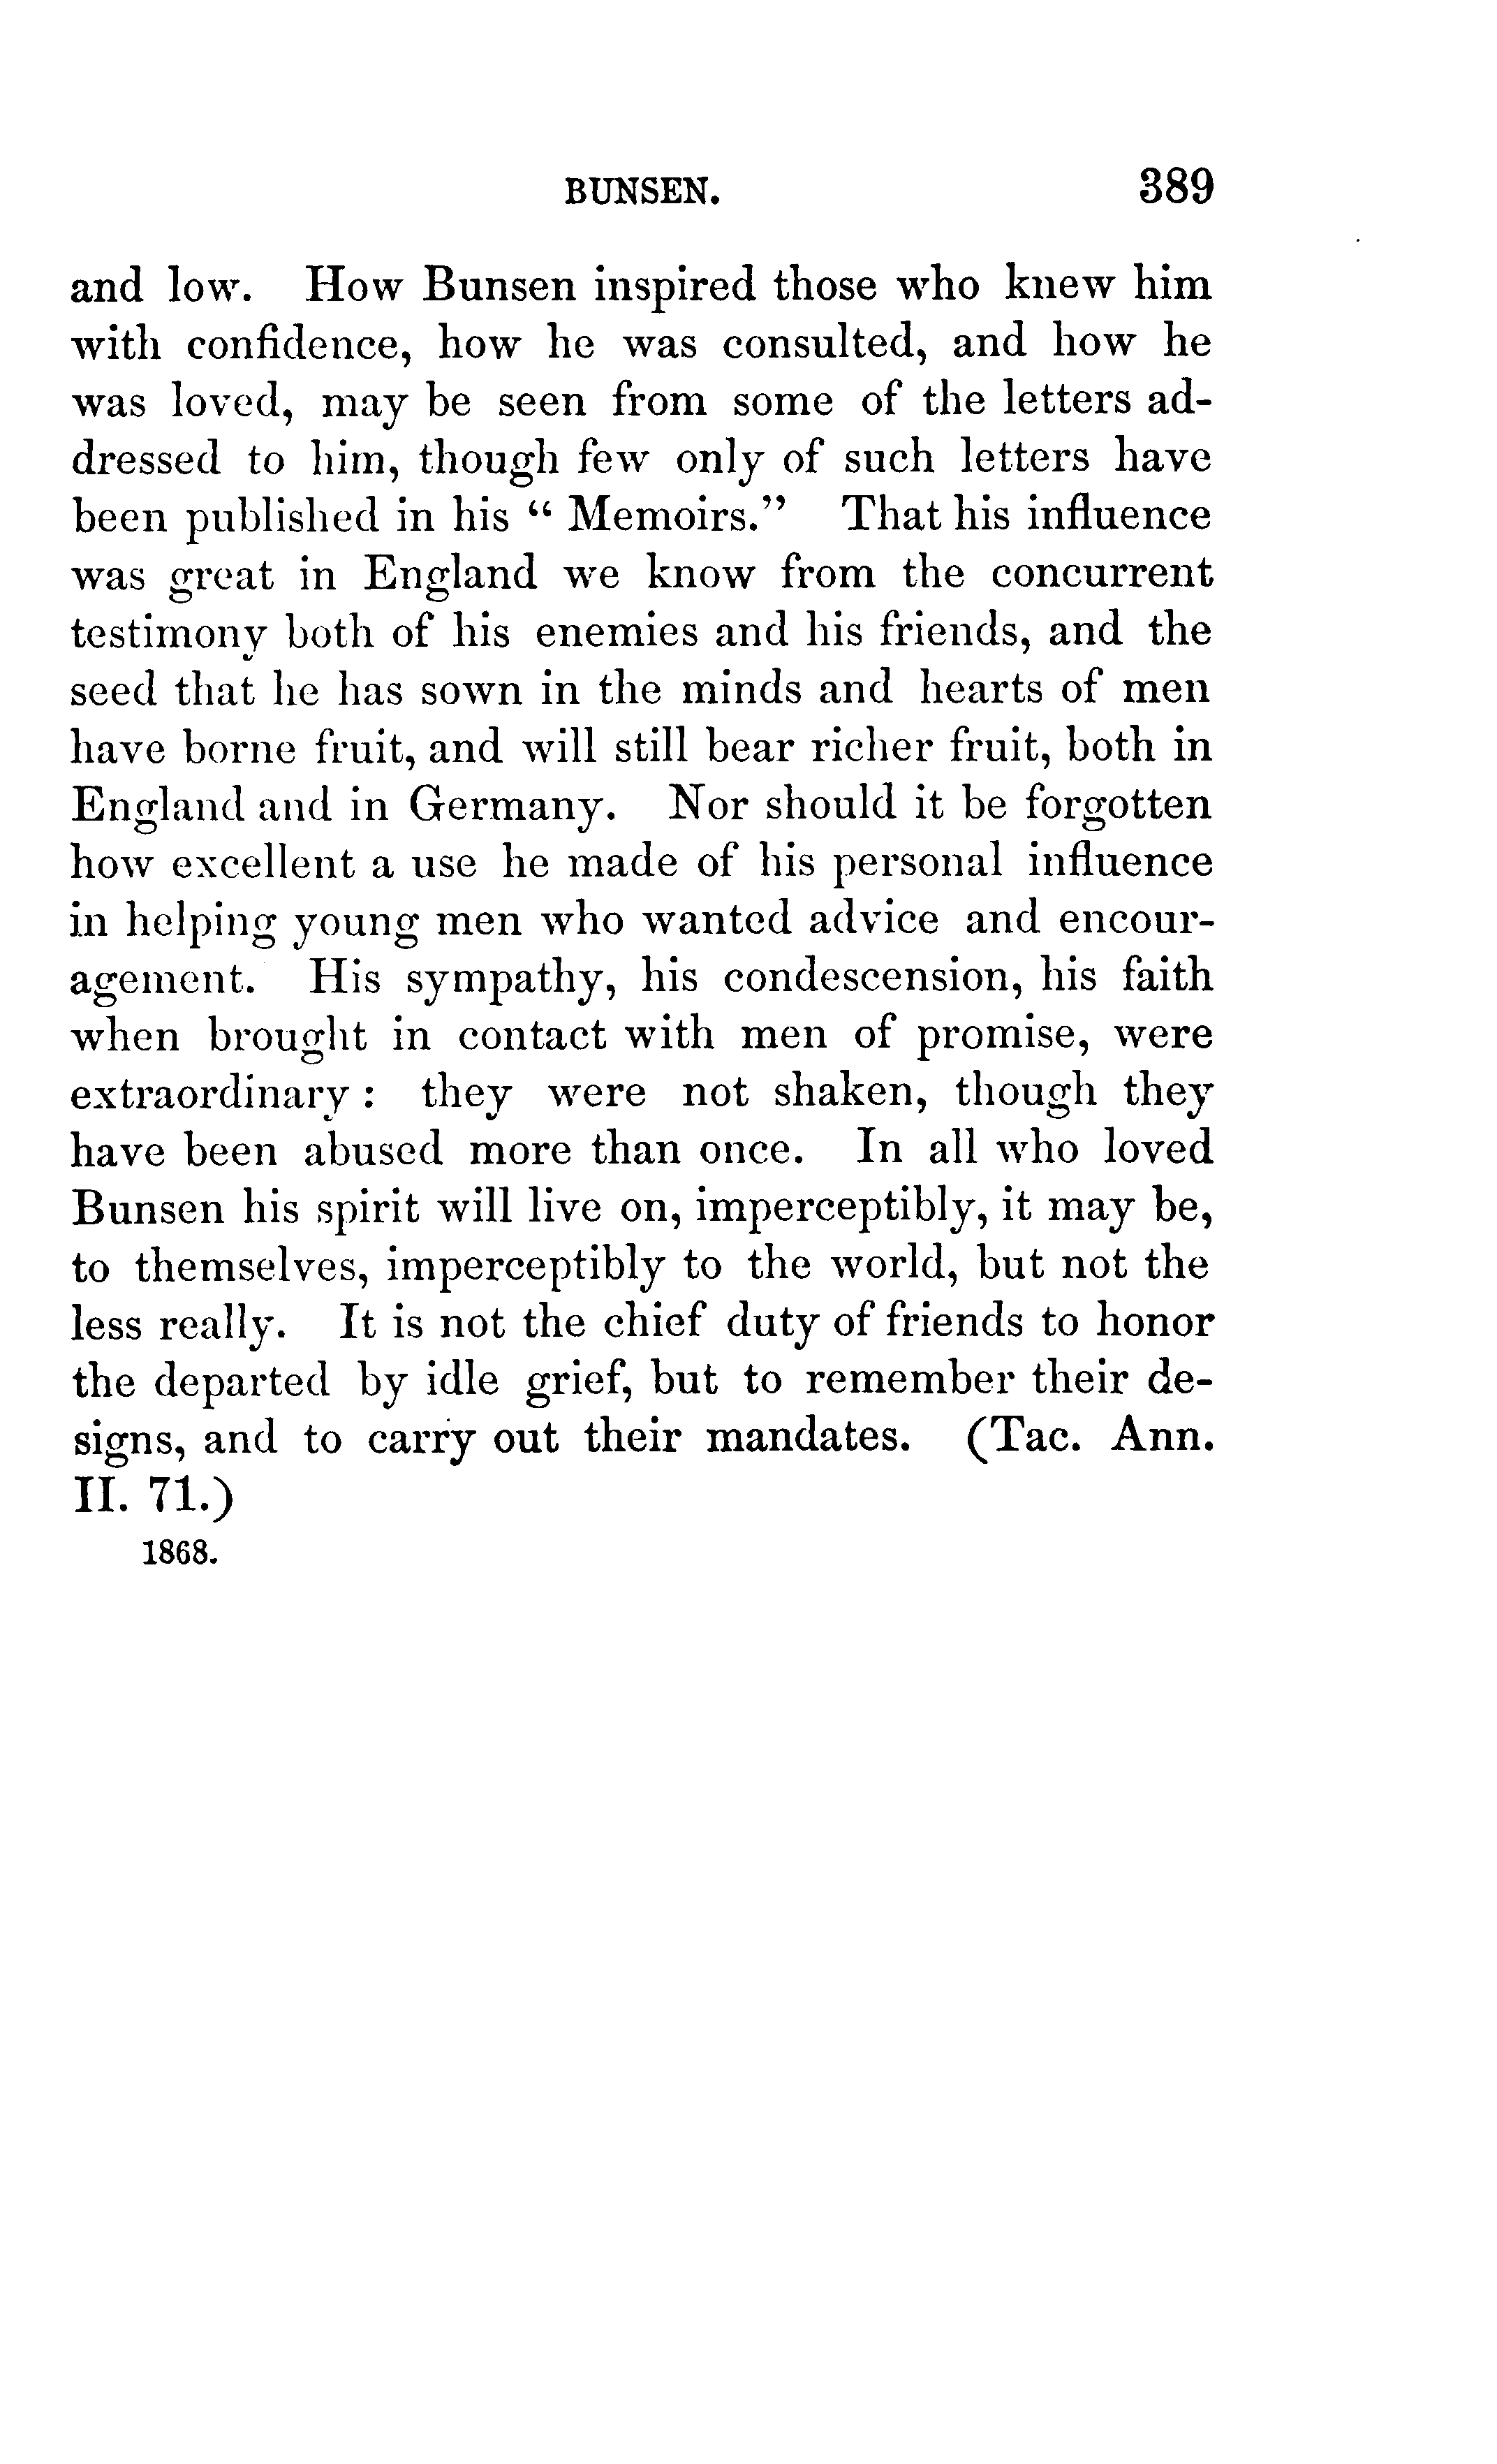 BUNSEN. 389
and low. How Bunsen inspired those who knew him
with confidence, how he was consulted, and how he
was loved, may be seen from some of the letters ad-
dressed to him, though few only of such letters have
been published in his “ Memoirs.” That his influence
was great in England we know from the concurrent
testimony both of his enemies and his friends, and the
seed that he has sown in the minds and hearts of men
have borne fruit, and will still bear richer fruit, both in
England and in Germany. Nor should it be forgotten
how excellent a use he made of his personal influence
in helping young men who wanted advice and encour-
agement. His sympathy, his condescension, his faith
when brought in contact with men of promise, were
extraordinary : they were not shaken, though they
have been abused more than once. In all who loved
Bunsen his spirit will live on, imperceptibly, it may be,
to themselves, imperceptibly to the world, but not the
less really. It is not the chief duty of friends to honor
the departed by idle grief, but to remember their de-
signs, and to carry out their mandates. (Tac. Ann.
II. 71.)
1868.